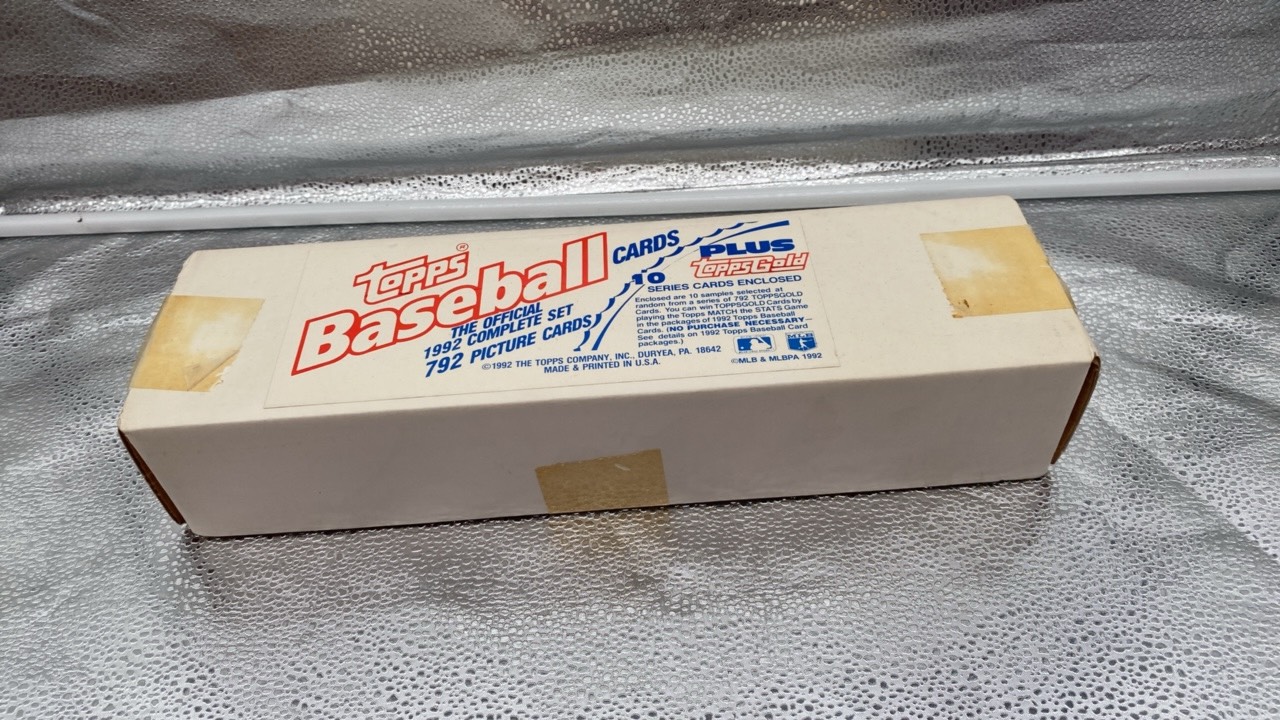 topps®
Baseball CARDS
THE OFFICIAL
1992 COMPLETE SET
792 PICTURE CARDS
©1992 THE TOPPS COMPANY, INC., DURYEA, PA. 18642
MADE & PRINTED IN U.S.A.
PLUS
10 toppsGold
SERIES CARDS ENCLOSED
Enclosed are 10 samples selected at
random from a series of 792 TOPPSGOLD
Cards. You can win TOPPSGOLD Cards by
playing the Topps MATCH the STATS Game
in the packages of 1992 Topps Baseball
Cards. (NO PURCHASE NECESSARY—
See details on 1992 Topps Baseball Card
packages.)
©MLB & MLBPA 1992